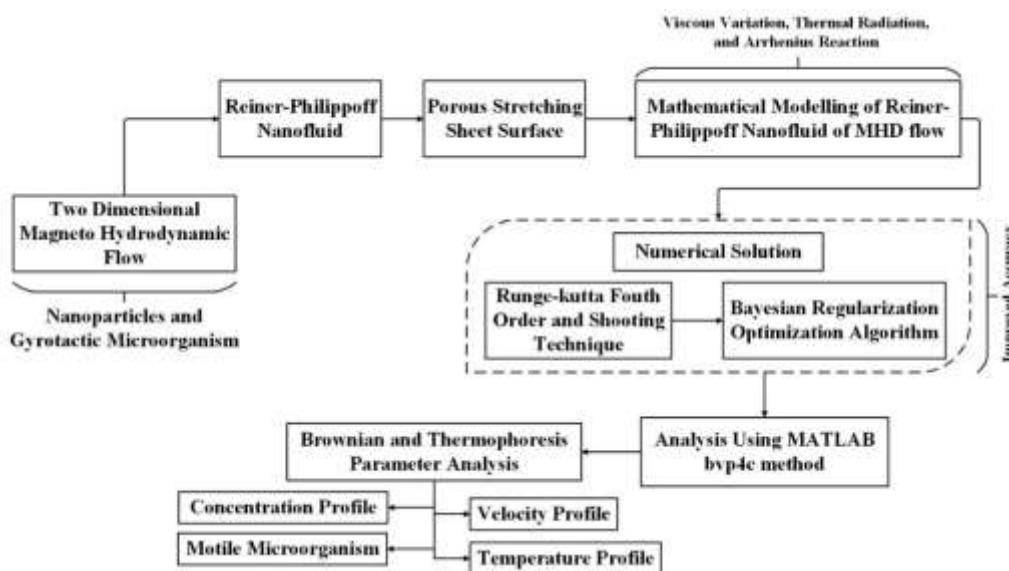 Viscous Variation, Thermal Radiation,
and Arrhenius Reaction
Reiner-Philippoff
Nanofluid
Porous Stretching
Sheet Surface
Mathematical Modelling of Reiner-
Philippoff Nanofluid of MHD flow
Two Dimensional
Magneto Hydrodynamic
Flow
Nanoparticles and
Gyrotactic Microorganism
Numerical Solution
Runge-kutta Fouth
Order and Shooting
Technique
Bayesian Regularization
Optimization Algorithm
Analysis Using MATLAB
bvp4c method
Brownian and Thermophoresis
Parameter Analysis
Concentration Profile
Velocity Profile
Motile Microorganism
Temperature Profile